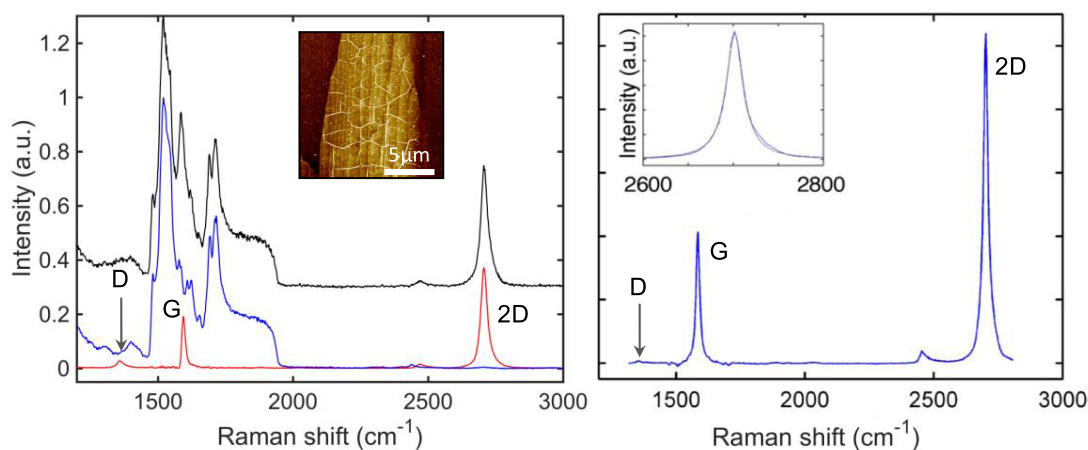 1.2
1
0.8
0.6
0.4
0.2
0
Intensity (a.u.)
5μm
D
G
2D
1500
2000
2500
3000
Raman shift (cm⁻¹)
Intensity (a.u.)
2600
2800
Intensity (a.u.)
2D
G
D
1500
2000
2500
3000
Raman shift (cm⁻¹)